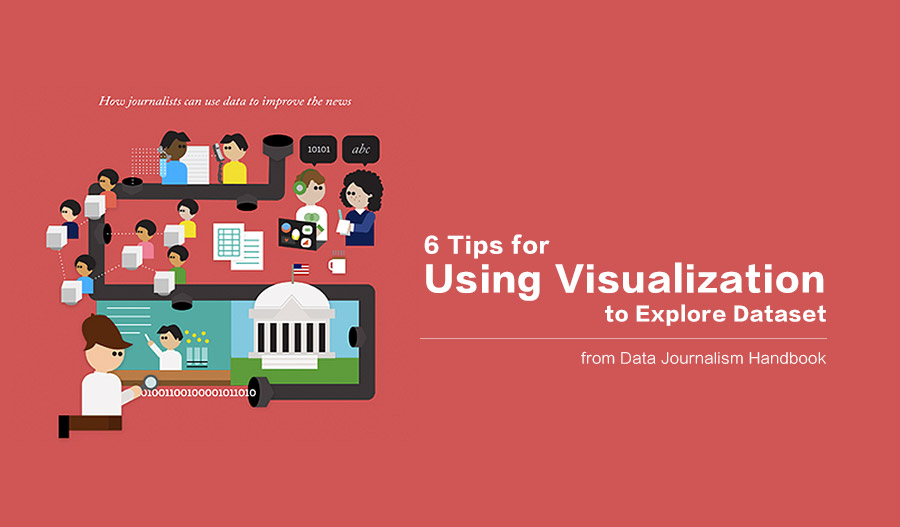 How journalists can use data to improve the news
10101
abc
6 Tips for
Using Visualization
to Explore Dataset
from Data Journalism Handbook
01001100100001011010